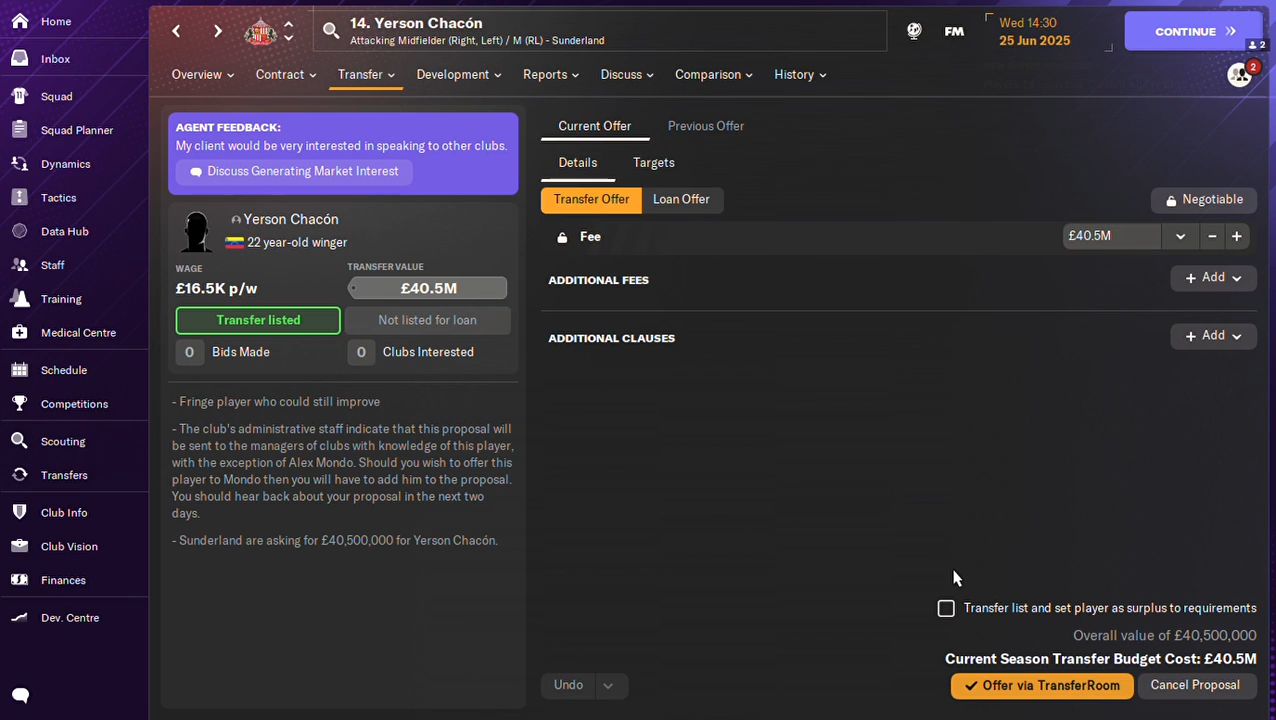 Home
Inbox
Squad
Squad Planner
Dynamics
Tactics
Data Hub
Staff
Training
Medical Centre
Schedule
Competitions
Scouting
Transfers
Club Info
Club Vision
Finances
Dev. Centre
14. Yerson Chacón
Attacking Midfielder (Right, Left) / M (RL) - Sunderland
FM
Wed 14:30
25 Jun 2025
CONTINUE
2
2
Overview
Contract
Transfer
Development
Reports
Discuss
Comparison
History
AGENT FEEDBACK:
My client would be very interested in speaking to other clubs.
Discuss Generating Market Interest
Yerson Chacón
22 year-old winger
WAGE
£16.5K p/w
TRANSFER VALUE
£40.5M
Transfer listed
Not listed for loan
0 Bids Made
0 Clubs Interested
- Fringe player who could still improve
- The club's administrative staff indicate that this proposal will
be sent to the managers of clubs with knowledge of this player,
with the exception of Alex Mondo. Should you wish to offer this
player to Mondo then you will have to add him to the proposal.
You should hear back about your proposal in the next two
days.
- Sunderland are asking for £40,500,000 for Yerson Chacón.
Current Offer
Previous Offer
Details
Targets
Transfer Offer
Loan Offer
Negotiable
Fee
£40.5M
ADDITIONAL FEES
+ Add
ADDITIONAL CLAUSES
+ Add
Transfer list and set player as surplus to requirements
Overall value of £40,500,000
Current Season Transfer Budget Cost: £40.5M
Undo
Offer via TransferRoom
Cancel Proposal